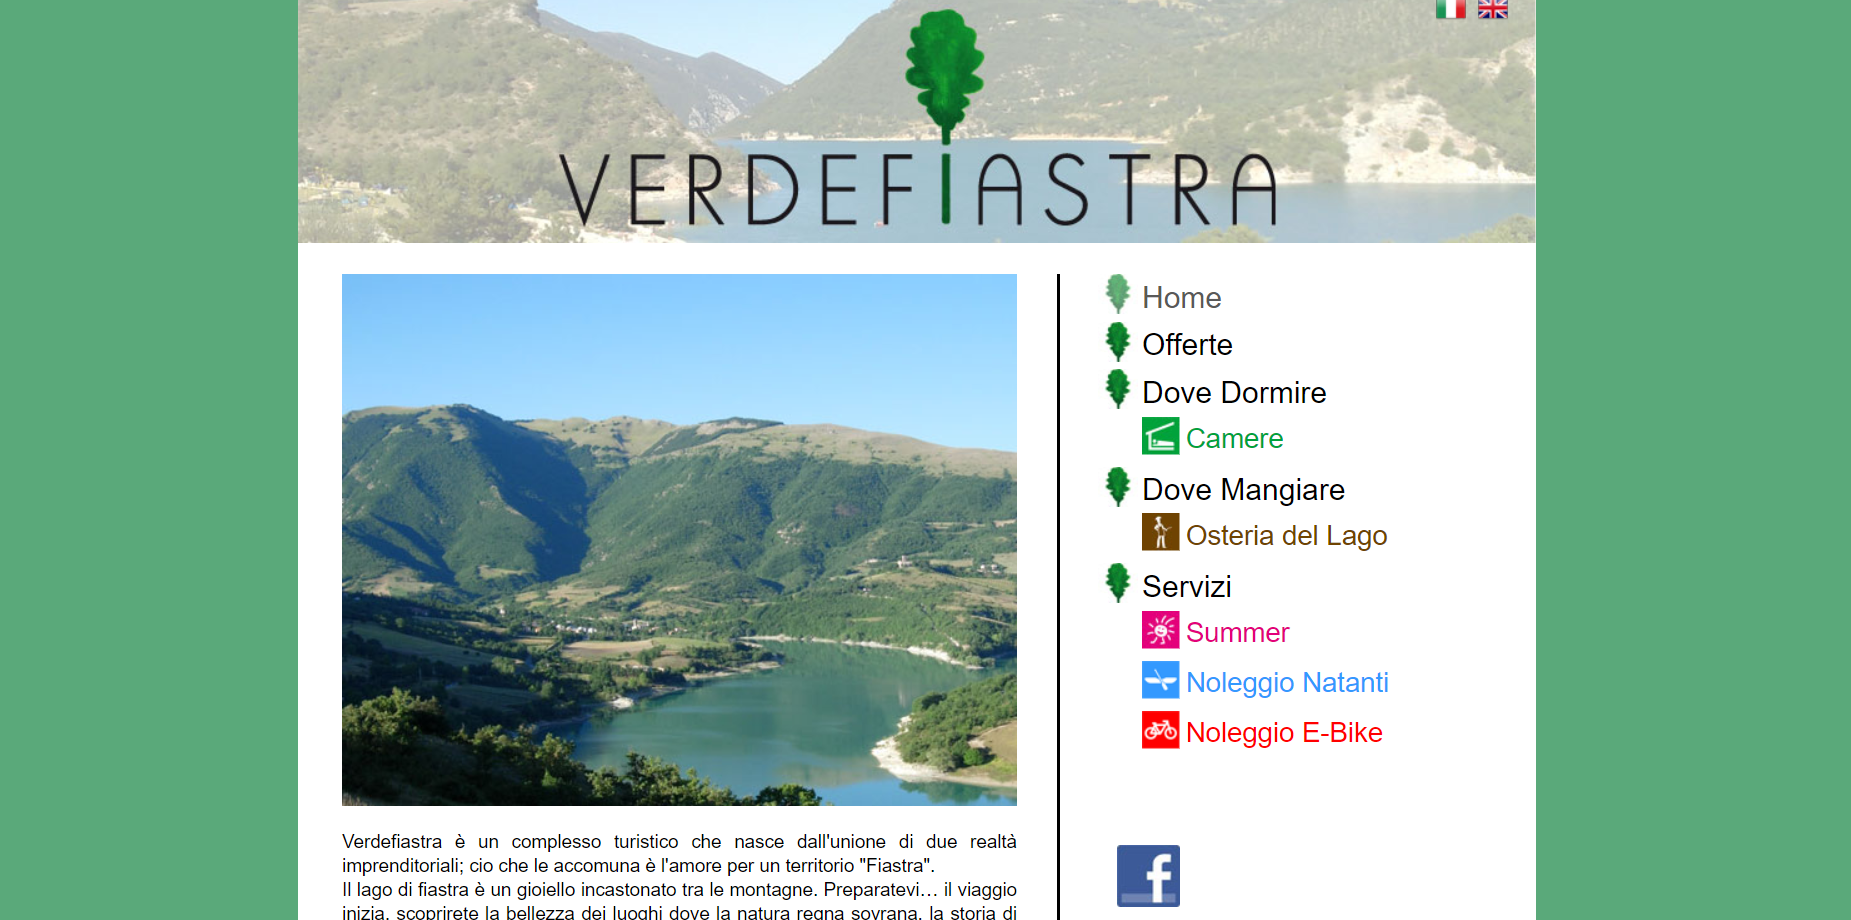 VERDEFIASTRA
Home
Offerte
Dove Dormire
Camere
Dove Mangiare
Osteria del Lago
Servizi
Summer
Noleggio Natanti
Noleggio E-Bike
f
Verdefiastra è un complesso turistico che nasce dall'unione di due realtà
imprenditoriali; cio che le accomuna è l'amore per un territorio "Fiastra".
Il lago di fiastra è un gioiello incastonato tra le montagne. Preparatevi… il viaggio
inizia, scoprirete la bellezza dei luoghi dove la natura regna sovrana, la storia di